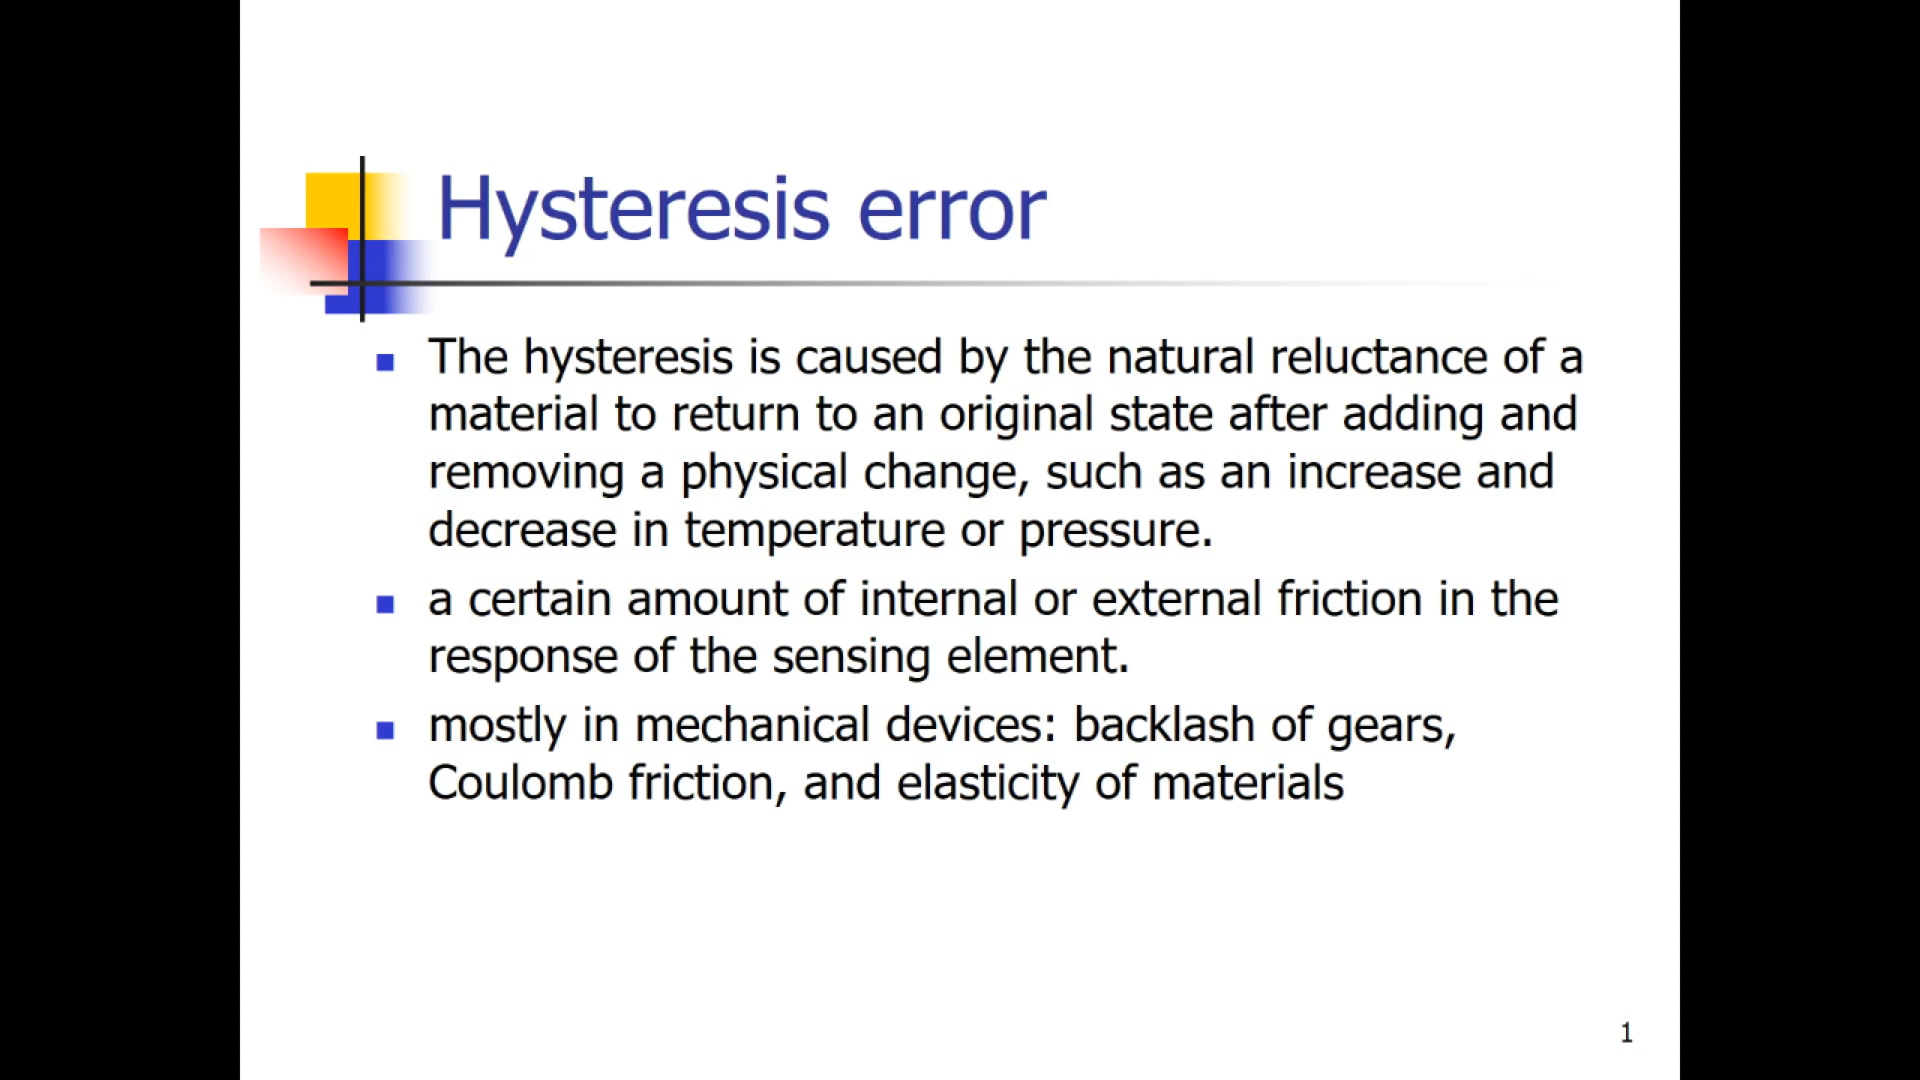 Hysteresis error
The hysteresis is caused by the natural reluctance of a
material to return to an original state after adding and
removing a physical change, such as an increase and
decrease in temperature or pressure.
a certain amount of internal or external friction in the
response of the sensing element.
mostly in mechanical devices: backlash of gears,
Coulomb friction, and elasticity of materials
1